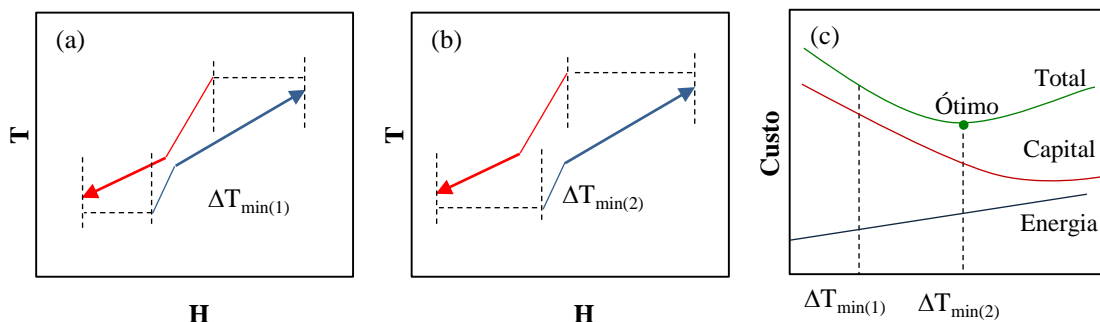 (a)
T
ΔTmin(1)
H
(b)
T
ΔTmin(2)
H
(c)
Custo
Total
Ótimo
Capital
Energia
ΔTmin(1)
ΔTmin(2)